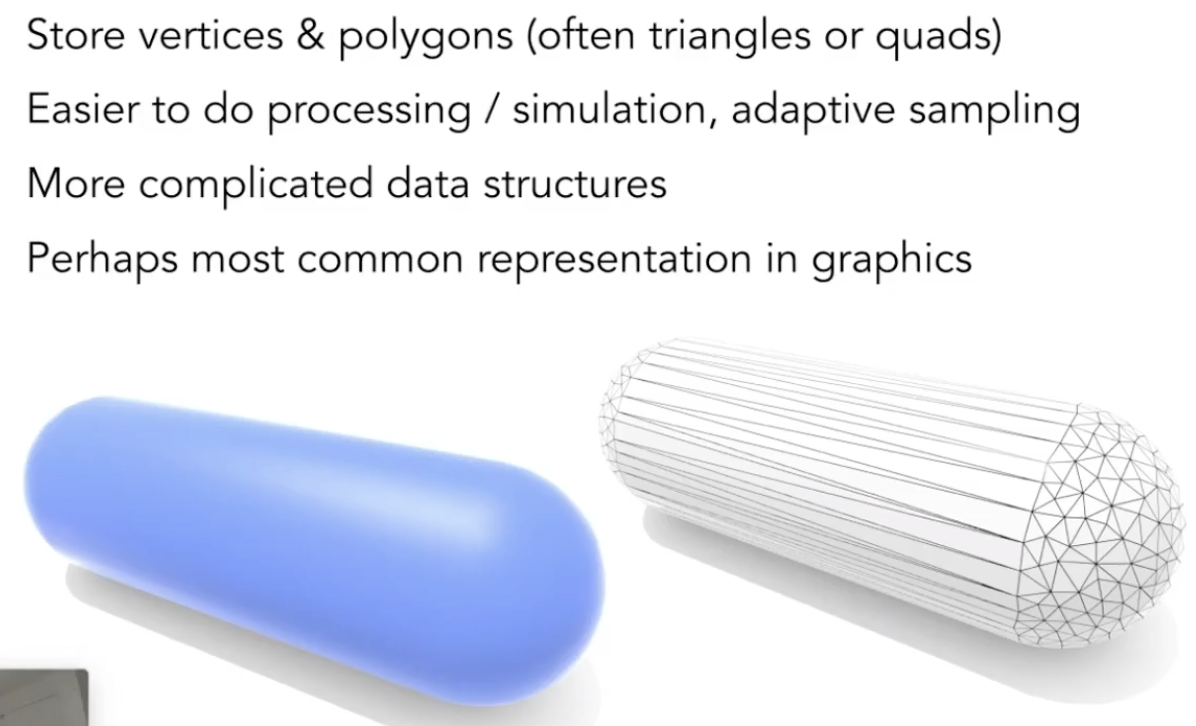 Store vertices & polygons (often triangles or quads)
Easier to do processing / simulation, adaptive sampling
More complicated data structures
Perhaps most common representation in graphics